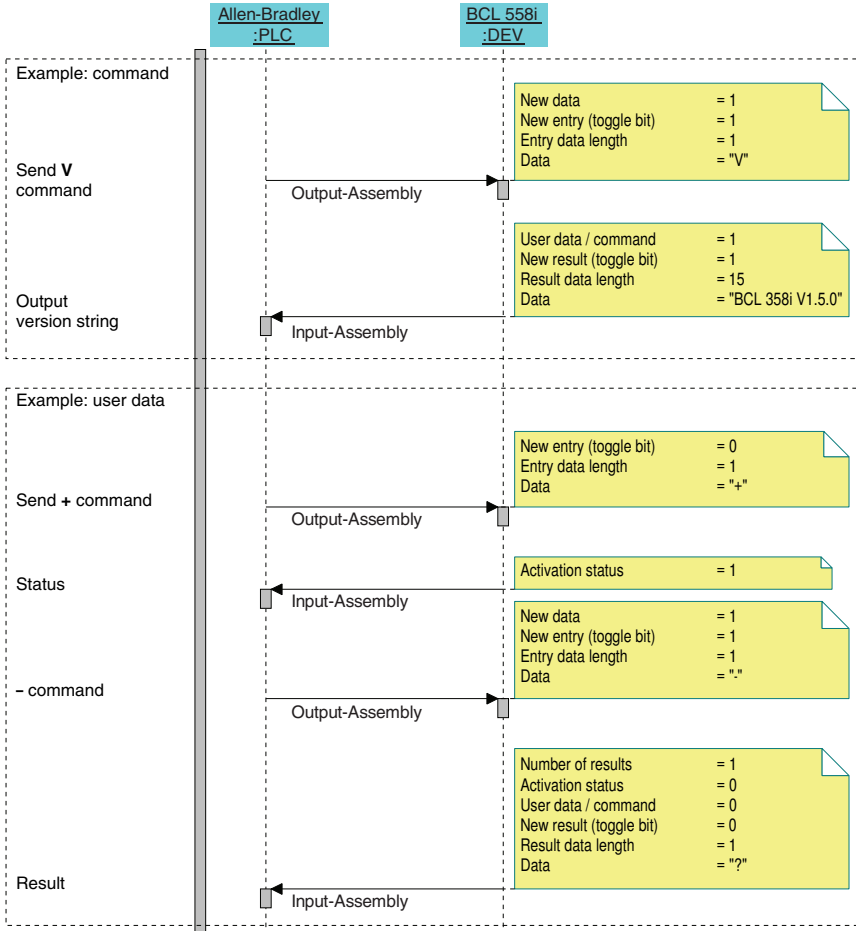 Allen-Bradley
:PLC
BCL 558i
:DEV
Example: command
New data = 1
New entry (toggle bit) = 1
Entry data length = 1
Data = "V"
Send V
command
Output-Assembly
User data / command = 1
New result (toggle bit) = 1
Result data length = 15
Data = "BCL 358i V1.5.0"
Output
version string
Input-Assembly
Example: user data
New entry (toggle bit) = 0
Entry data length = 1
Data = "+"
Send + command
Output-Assembly
Activation status = 1
Status
Input-Assembly
New data = 1
New entry (toggle bit) = 1
Entry data length = 1
Data = "-"
– command
Output-Assembly
Number of results = 1
Activation status = 0
User data / command = 0
New result (toggle bit) = 0
Result data length = 1
Data = "?"
Result
Input-Assembly